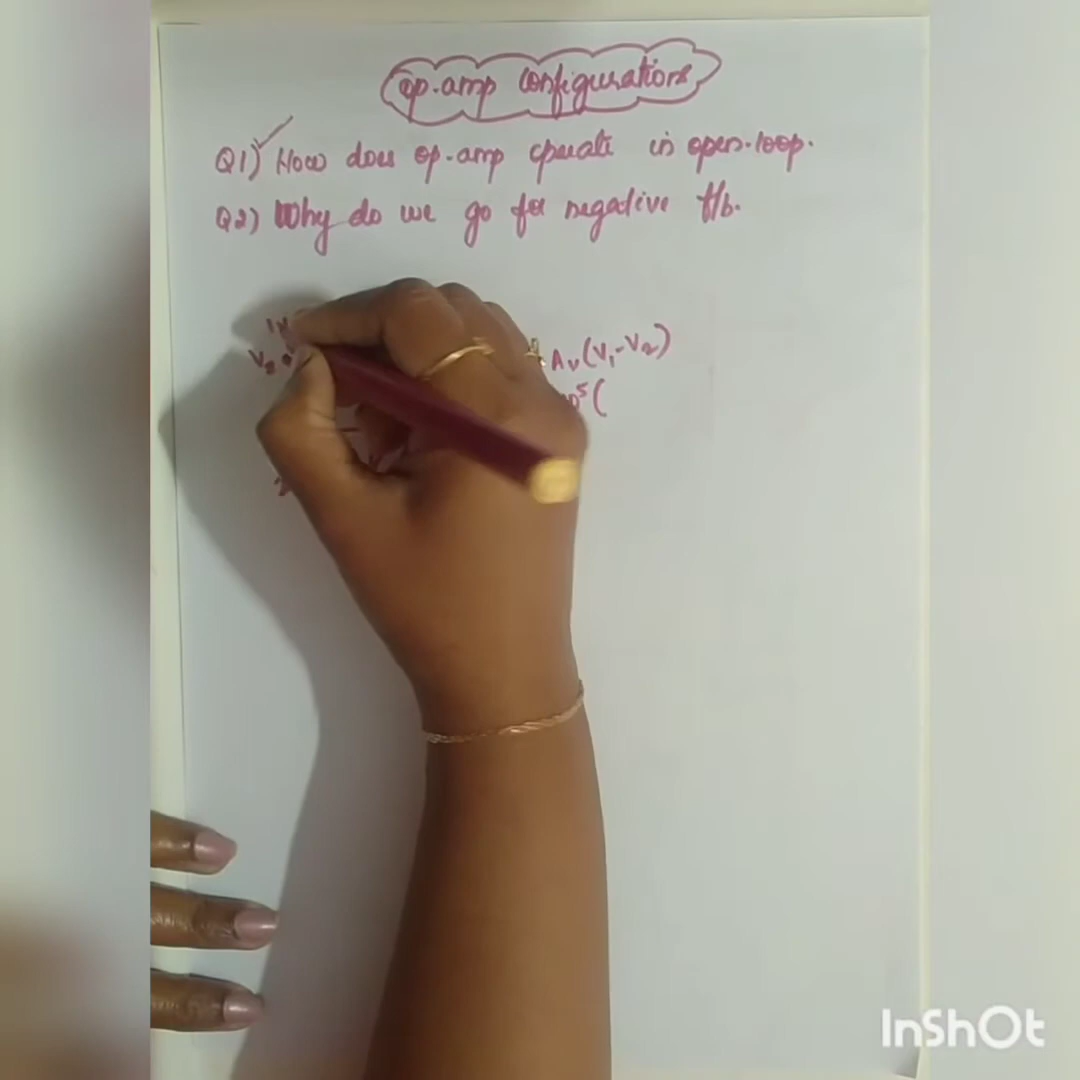 op-amp configurations
Q1) How does op-amp operate in open-loop.
Q2) Why do we go for negative f/b.
Av(V1-V2)
V2
InShOt